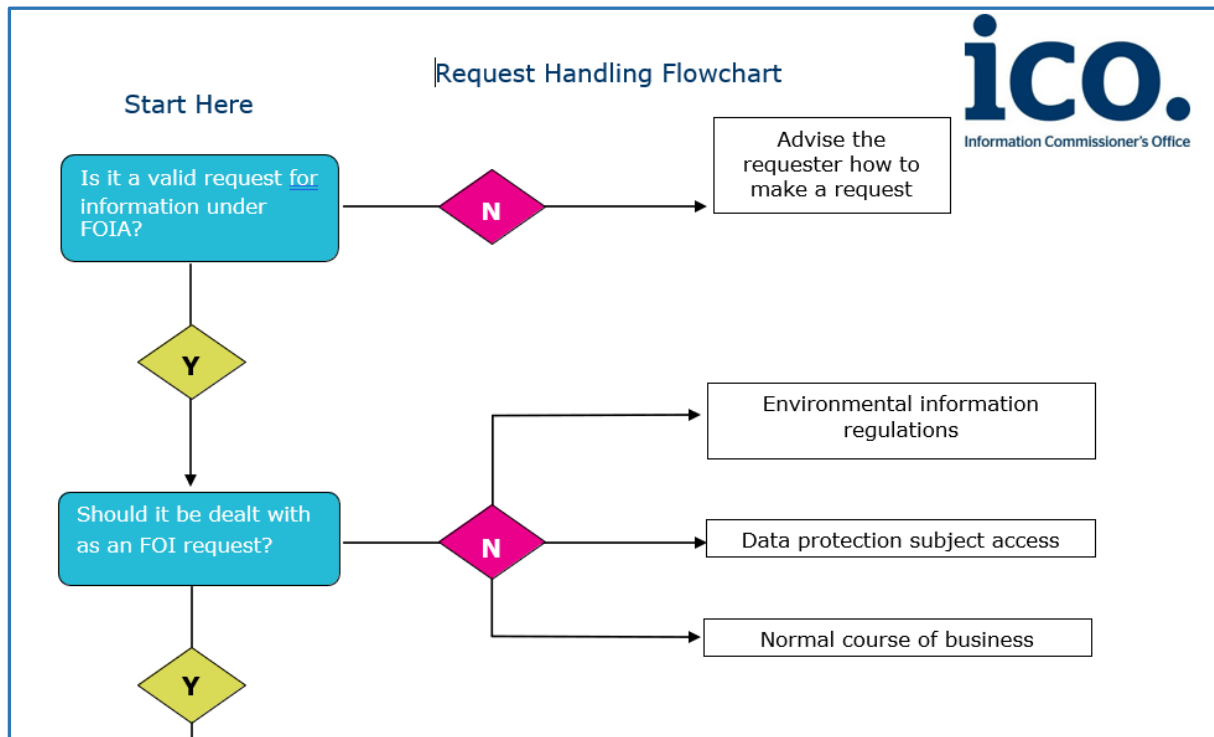 Request Handling Flowchart
ico.
Information Commissioner's Office
Start Here
Advise the
requester how to
make a request
Is it a valid request for
information under
FOIA?
N
Y
Environmental information
regulations
Should it be dealt with
as an FOI request?
N
Data protection subject access
Normal course of business
Y